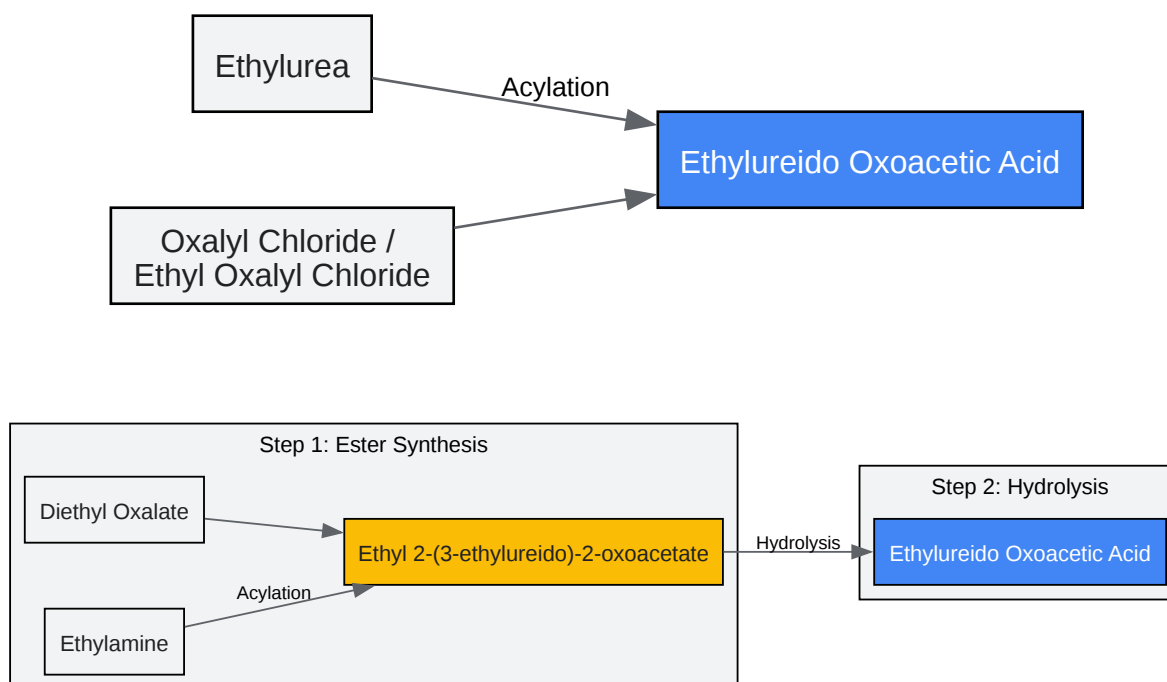 Ethylurea
Acylation
Ethylureido Oxoacetic Acid
Oxalyl Chloride /
Ethyl Oxalyl Chloride
Step 1: Ester Synthesis
Diethyl Oxalate
Ethyl 2-(3-ethylureido)-2-oxoacetate
Acylation
Ethylamine
Hydrolysis
Step 2: Hydrolysis
Ethylureido Oxoacetic Acid